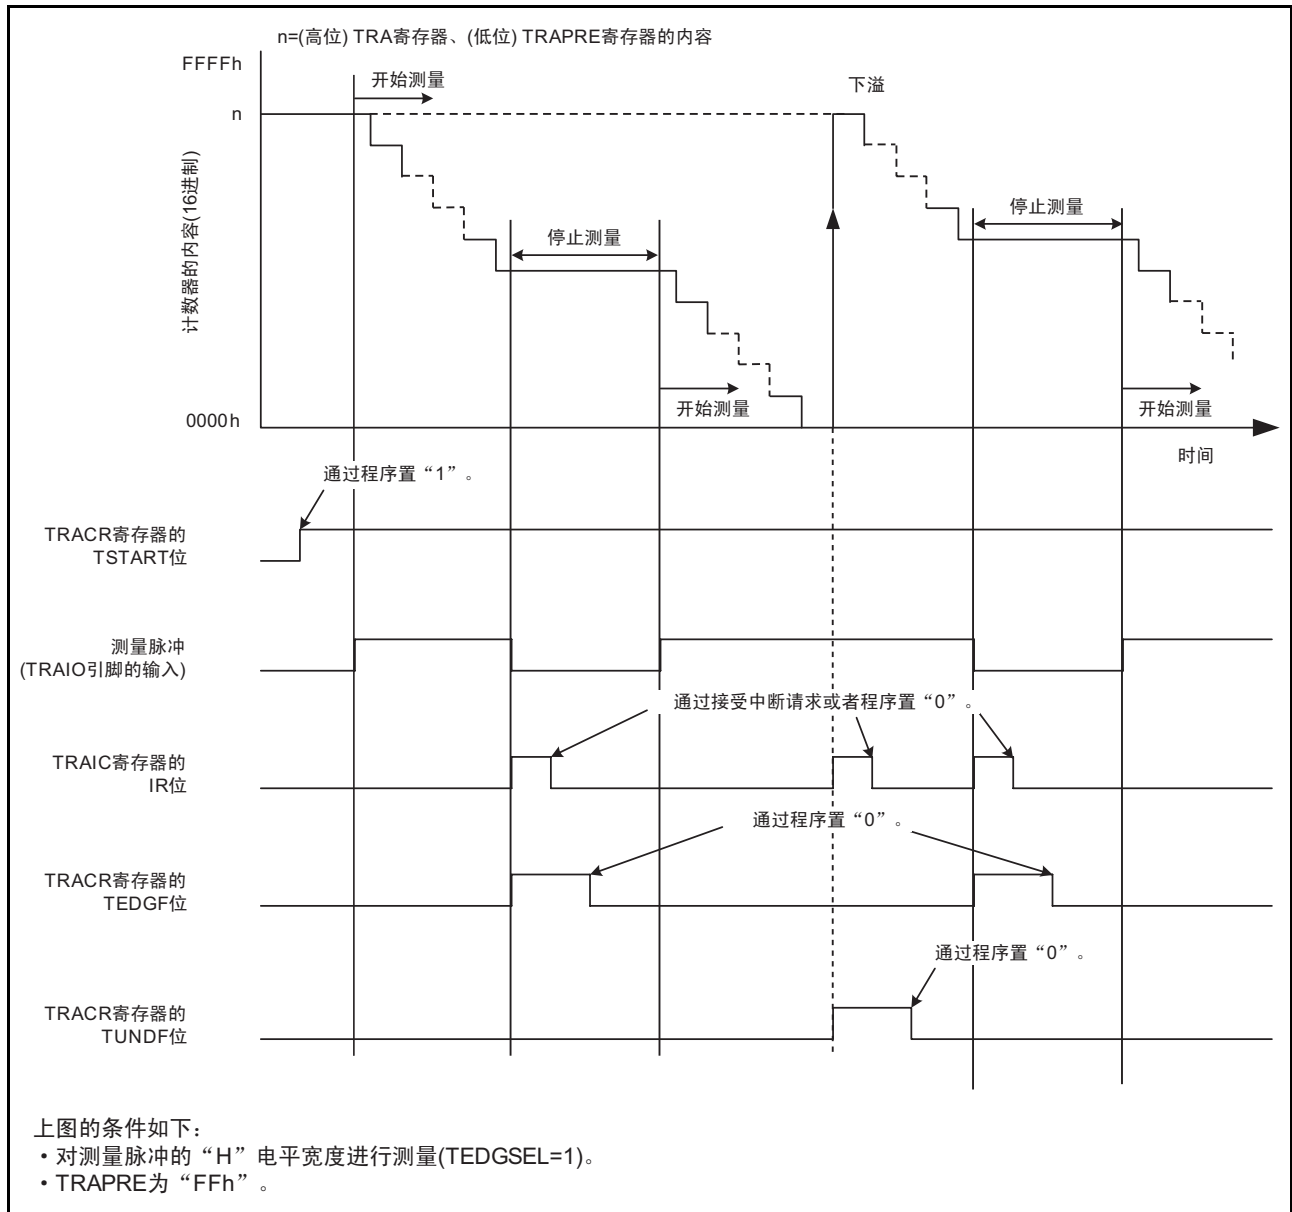 n=(高位) TRA寄存器、(低位) TRAPRE寄存器的内容
FFFFh
开始测量
下溢
n
计数器的内容(16进制)
停止测量
停止测量
开始测量
开始测量
0000h
时间
通过程序置“1”。
TRACR寄存器的
TSTART位
测量脉冲
(TRAIO引脚的输入)
通过接受中断请求或者程序置“0”。
TRAIC寄存器的
IR位
通过程序置“0”。
TRACR寄存器的
TEDGF位
通过程序置“0”。
TRACR寄存器的
TUNDF位
上图的条件如下：
・对测量脉冲的“H”电平宽度进行测量(TEDGSEL=1)。
・TRAPRE为“FFh”。